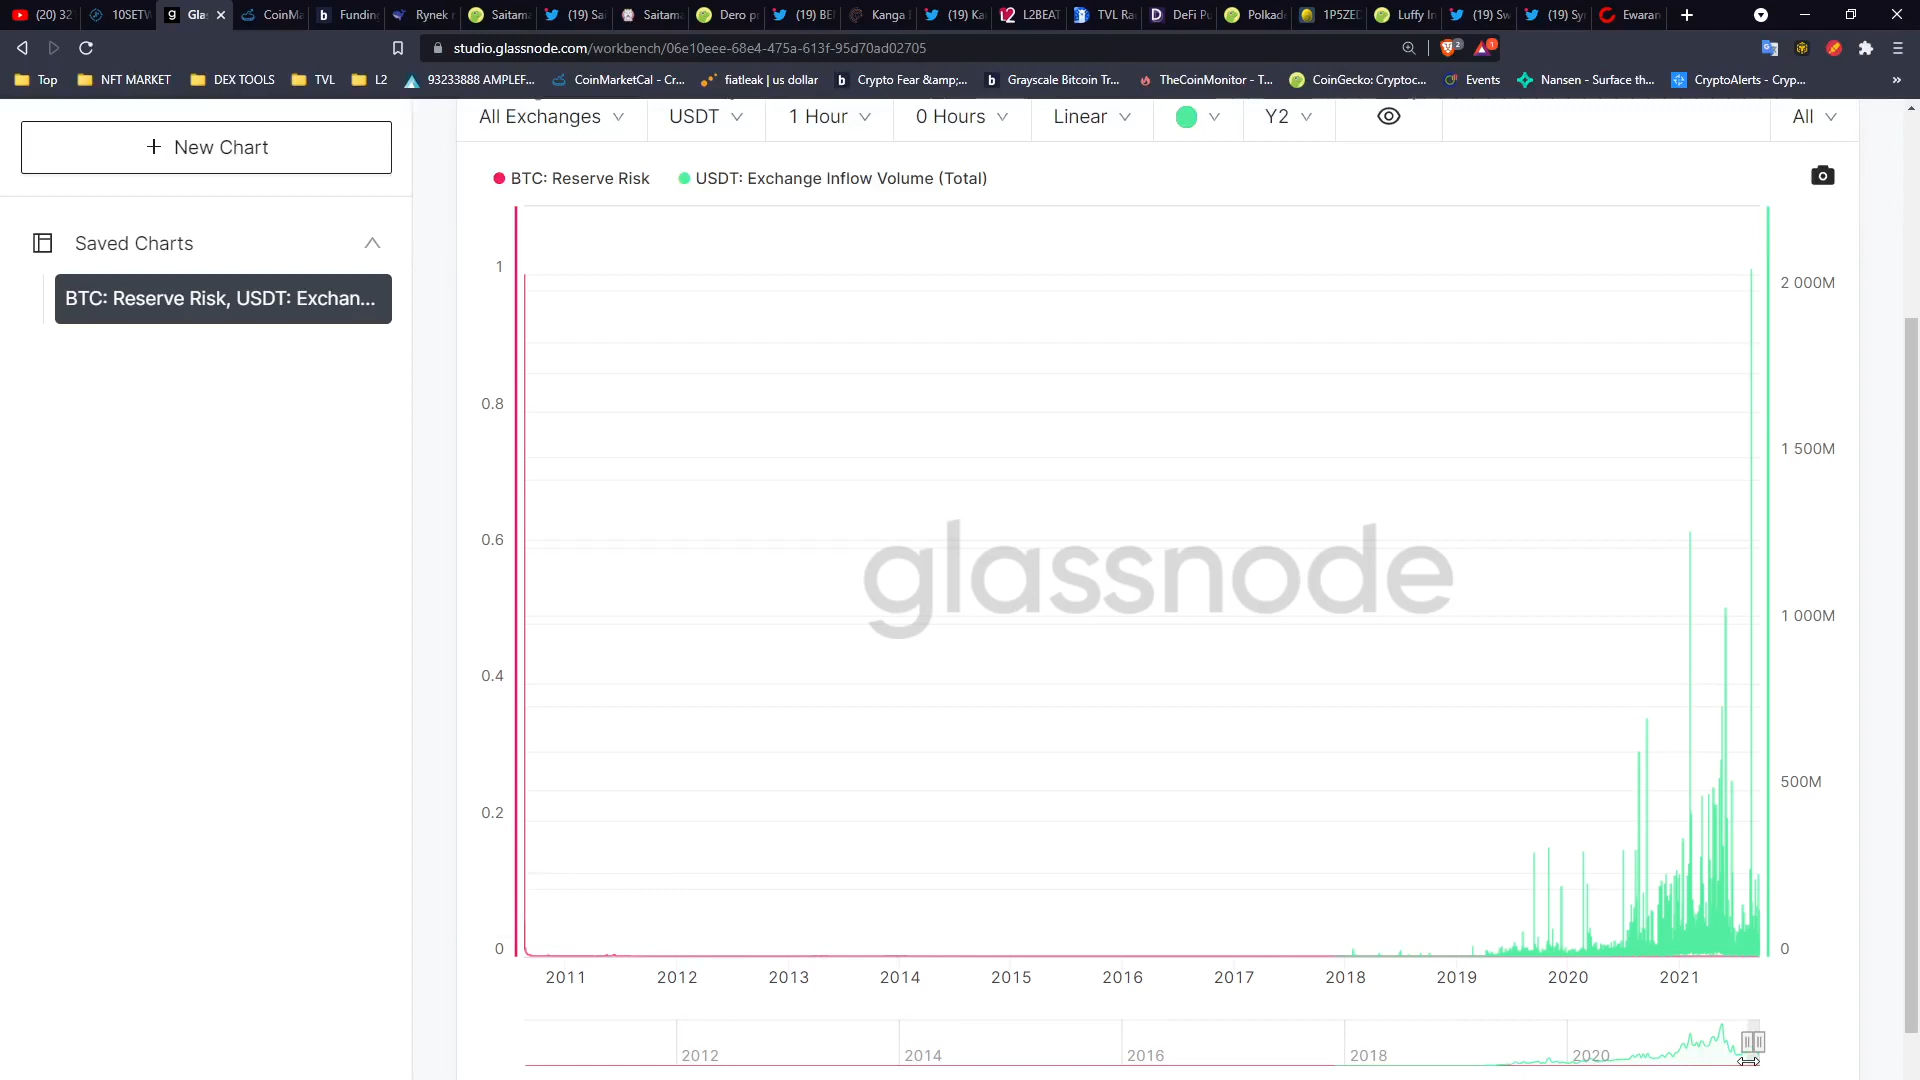 (20) 32
10SETW
g
Gla
CoinMa
b
Fundin
Rynek
Saitama
(19) Sa
Saitama
Dero p
(19) BE
Kanga
(19) Ka
L2BEAT
TVL Ra
D
DeFi Pu
Polkad
1P5ZED
Luffy In
(19) Sw
(19) Sy
Ewaran
studio.glassnode.com/workbench/06e10eee-68e4-475a-613f-95d70ad02705
2
1
Top
NFT MARKET
DEX TOOLS
TVL
L2
93233888 AMPLEF...
CoinMarketCal - Cr...
fiatleak | us dollar
b
Crypto Fear &amp;...
b
Grayscale Bitcoin Tr...
TheCoinMonitor - T...
CoinGecko: Cryptoc...
Events
Nansen - Surface th...
CryptoAlerts - Cryp...
»
All Exchanges
USDT
1 Hour
0 Hours
Linear
Y2
All
+ New Chart
BTC: Reserve Risk
USDT: Exchange Inflow Volume (Total)
Saved Charts
BTC: Reserve Risk, USDT: Exchan...
1
0.8
0.6
0.4
0.2
0
2 000M
1 500M
1 000M
500M
0
glassnode
2011
2012
2013
2014
2015
2016
2017
2018
2019
2020
2021
2012
2014
2016
2018
2020